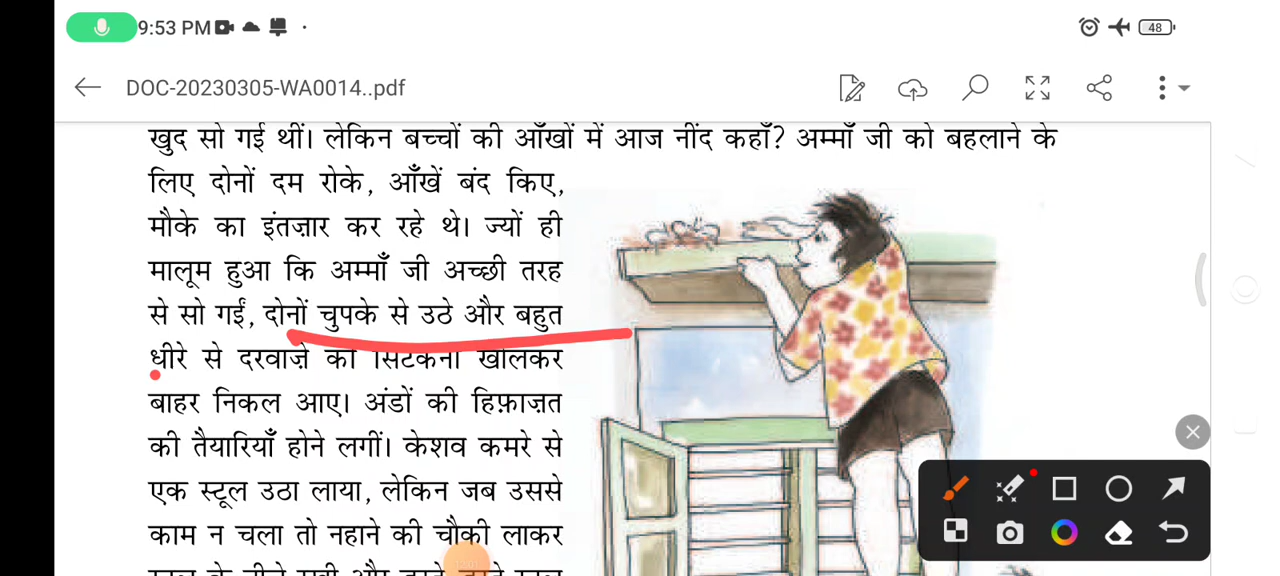 9:53 PM
48
DOC-20230305-WA0014..pdf
खुद सो गई थीं। लेकिन बच्चों की आँखों में आज नींद कहाँ? अम्माँ जी को बहलाने के
लिए दोनों दम रोके, आँखें बंद किए,
मौके का इंतज़ार कर रहे थे। ज्यों ही
मालूम हुआ कि अम्माँ जी अच्छी तरह
से सो गईं, दोनों चुपके से उठे और बहुत
धीरे से दरवाज़े की सिटकनी खोलकर
बाहर निकल आए। अंडों की हिफ़ाज़त
की तैयारियाँ होने लगीं। केशव कमरे से
एक स्टूल उठा लाया, लेकिन जब उससे
काम न चला तो नहाने की चौकी लाकर